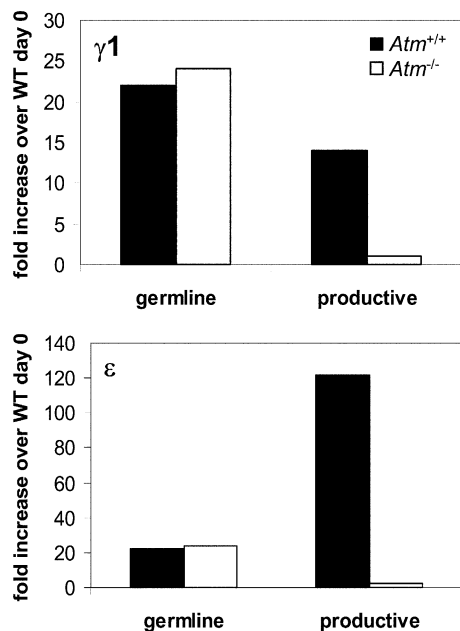 γ1
Atm+/+
Atm-/-
fold increase over WT day 0
30
25
20
15
10
5
0
germline productive
ε
fold increase over WT day 0
140
120
100
80
60
40
20
0
germline productive